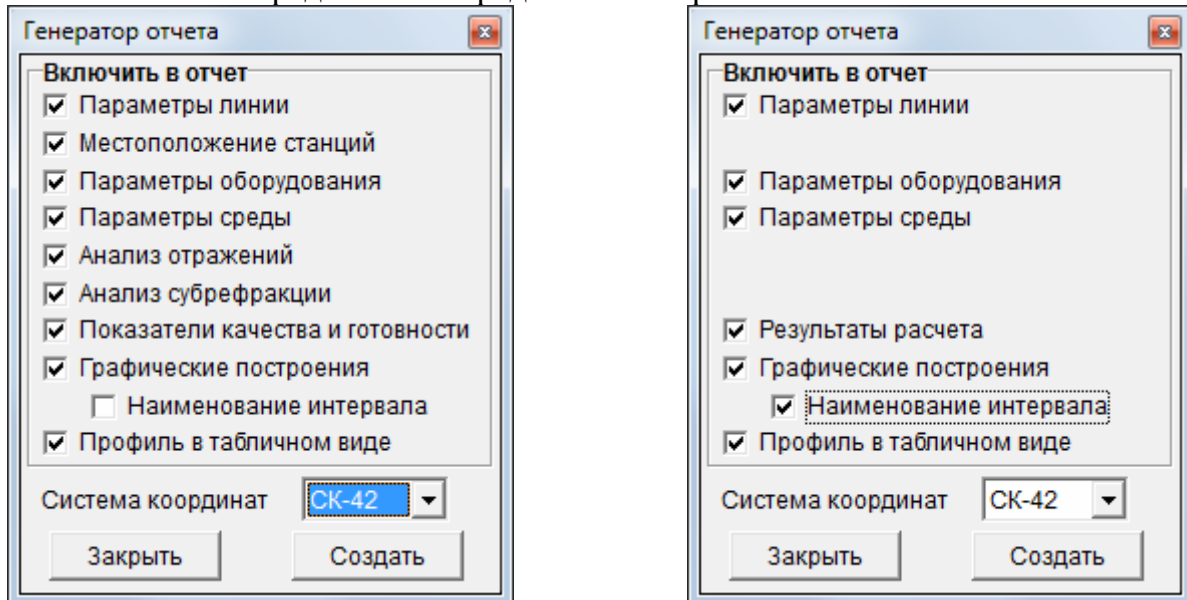 Генератор отчета
Включить в отчет
Параметры линии
Местоположение станций
Параметры оборудования
Параметры среды
Анализ отражений
Анализ субрефракции
Показатели качества и готовности
Графические построения
Наименование интервала
Профиль в табличном виде
Система координат СК-42
Закрыть Создать
Генератор отчета
Включить в отчет
Параметры линии
Параметры оборудования
Параметры среды
Результаты расчета
Графические построения
Наименование интервала
Профиль в табличном виде
Система координат СК-42
Закрыть Создать